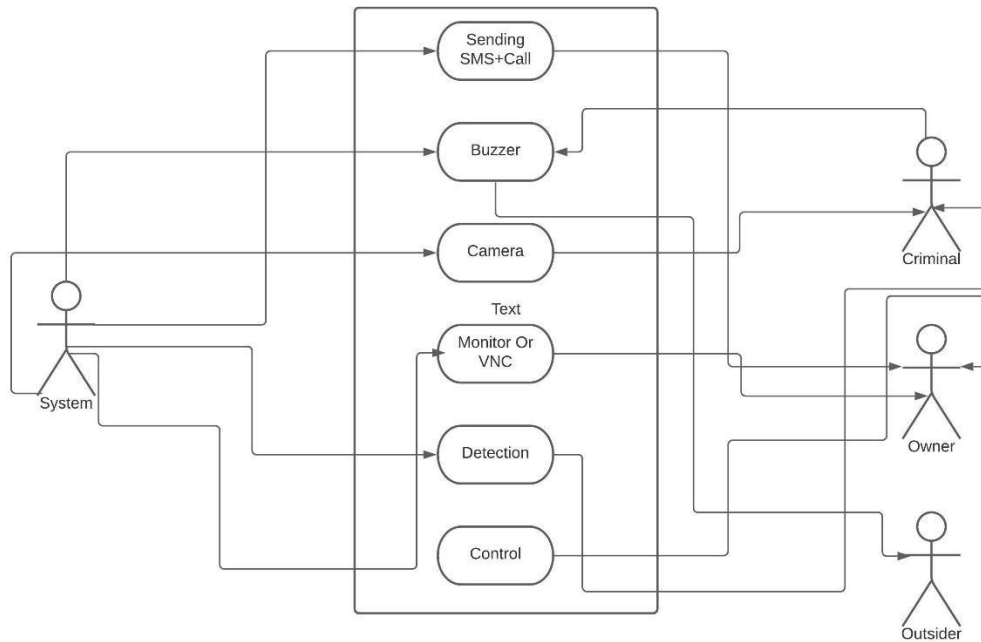 Sending
SMS+Call
Buzzer
Camera
Criminal
Text
Monitor Or
VNC
System
Owner
Detection
Control
Outsider